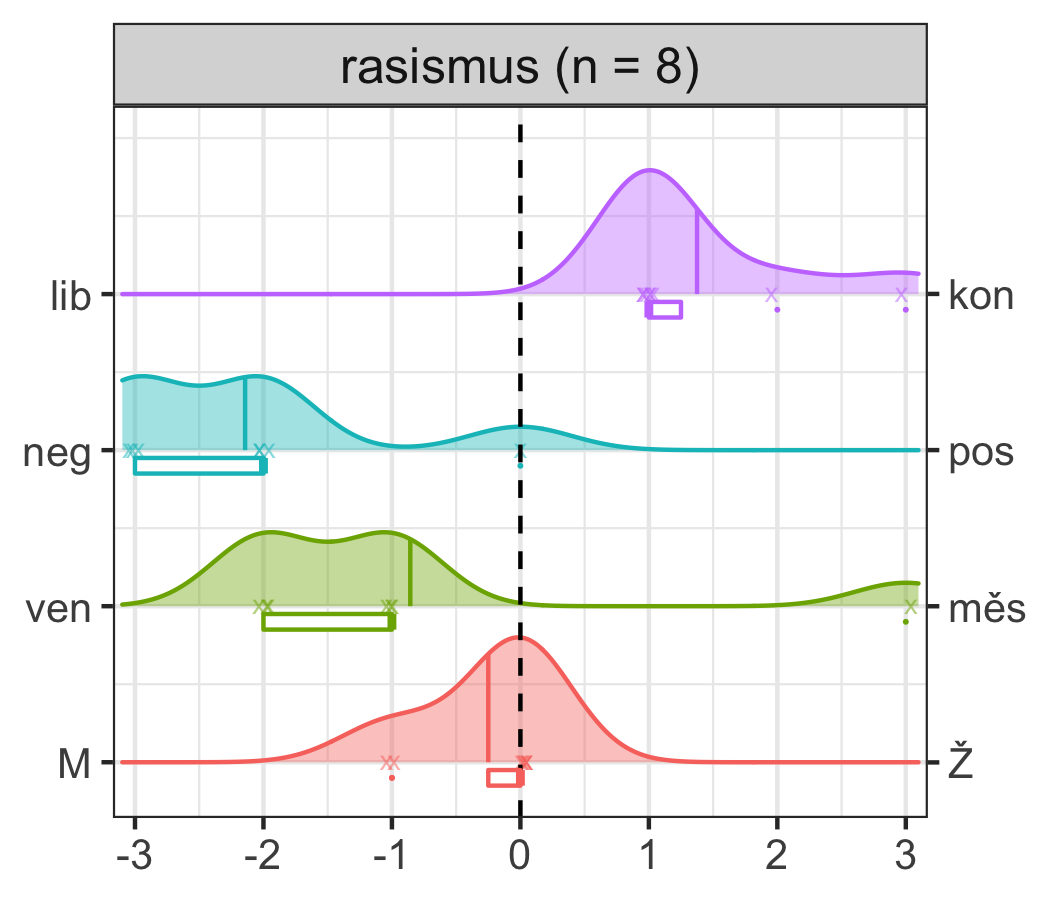 rasismus (n = 8)
lib kon
neg pos
ven měs
M Ž
-3 -2 -1 0 1 2 3